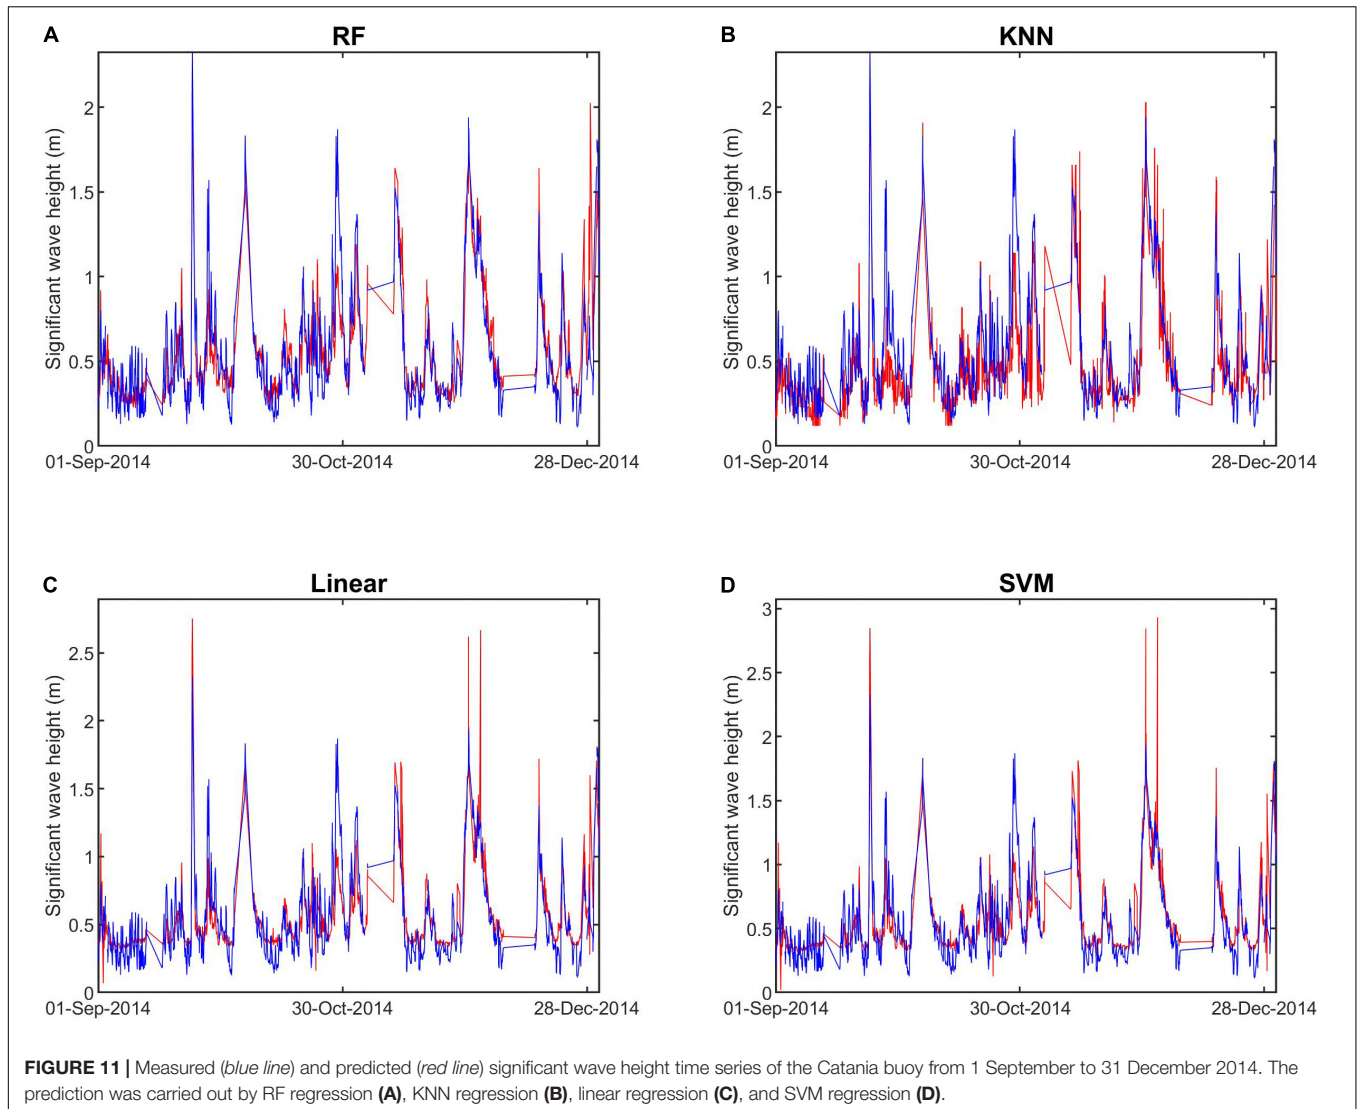 A
RF
Significant wave height (m)
2
1.5
1
0.5
0
01-Sep-2014
30-Oct-2014
28-Dec-2014
B
KNN
Significant wave height (m)
2
1.5
1
0.5
0
01-Sep-2014
30-Oct-2014
28-Dec-2014
C
Linear
Significant wave height (m)
2.5
2
1.5
1
0.5
0
01-Sep-2014
30-Oct-2014
28-Dec-2014
D
SVM
Significant wave height (m)
3
2.5
2
1.5
1
0.5
0
01-Sep-2014
30-Oct-2014
28-Dec-2014
FIGURE 11 | Measured (blue line) and predicted (red line) significant wave height time series of the Catania buoy from 1 September to 31 December 2014. The
prediction was carried out by RF regression (A), KNN regression (B), linear regression (C), and SVM regression (D).